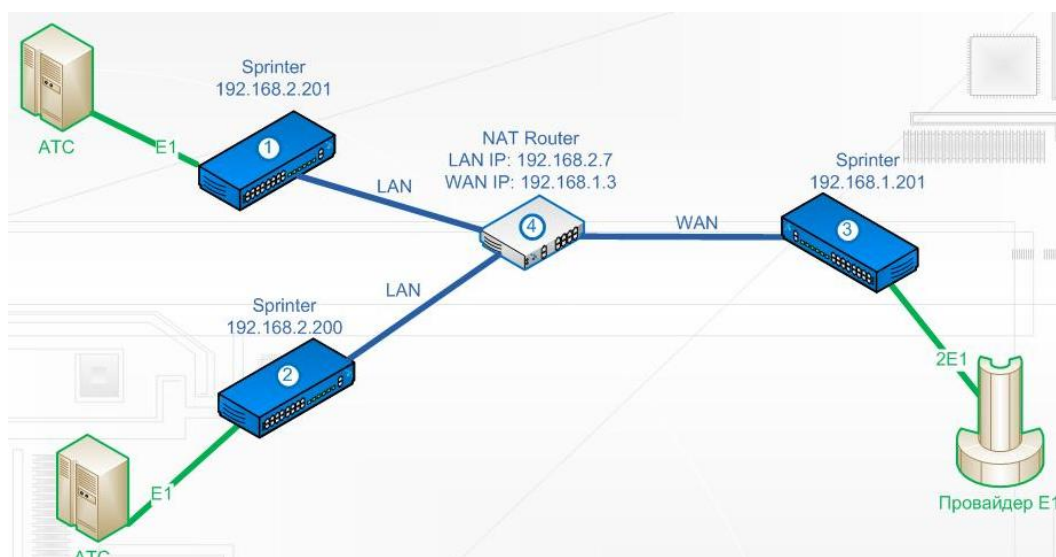 Sprinter
192.168.2.201
АТС
E1
1
LAN
NAT Router
LAN IP: 192.168.2.7
WAN IP: 192.168.1.3
4
WAN
Sprinter
192.168.1.201
3
LAN
Sprinter
192.168.2.200
2
2E1
E1
АТС
Провайдер E1